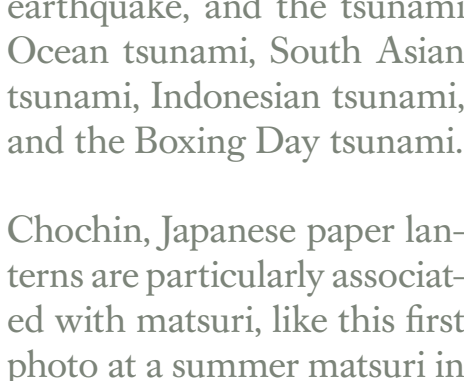 earthquake, and the tsunami
Ocean tsunami, South Asian
tsunami, Indonesian tsunami,
and the Boxing Day tsunami.
Chochin, Japanese paper lan-
terns are particularly associat-
ed with matsuri, like this first
photo at a summer matsuri in